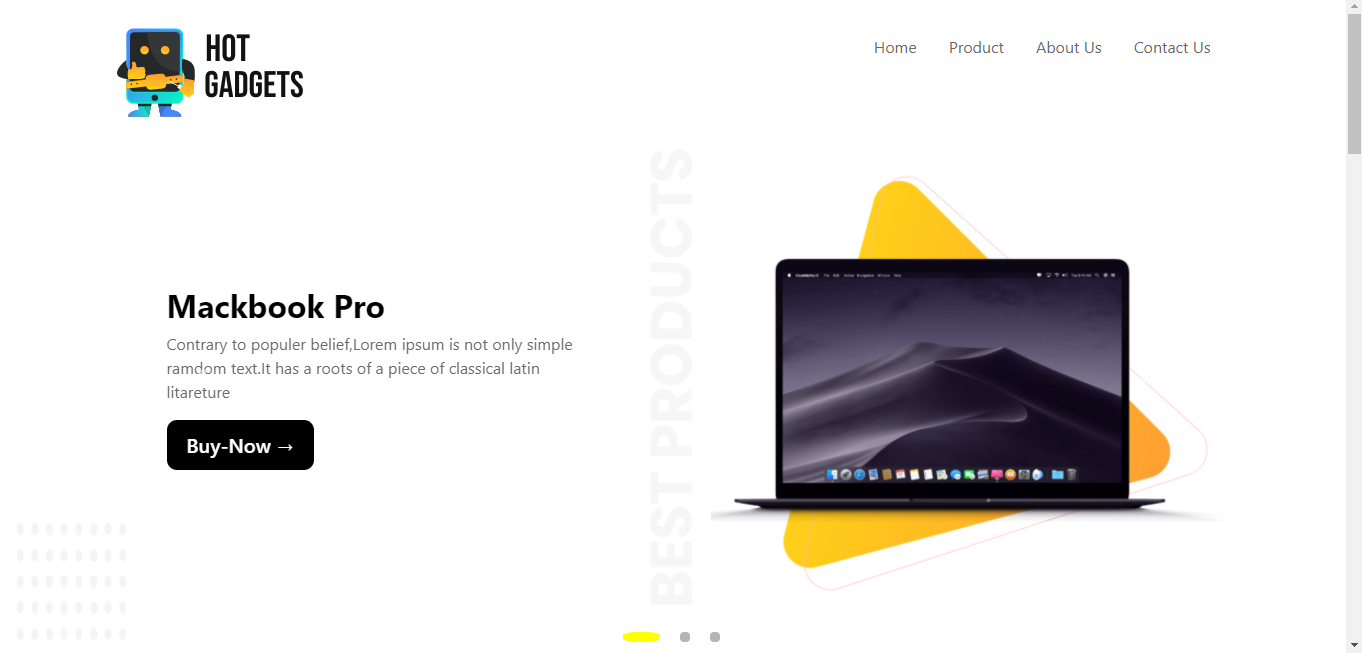 HOT
GADGETS
Home Product About Us Contact Us
BEST PRODUCTS
Mackbook Pro
Contrary to populer belief,Lorem ipsum is not only simple
ramdom text.It has a roots of a piece of classical latin
litareture
Buy-Now →